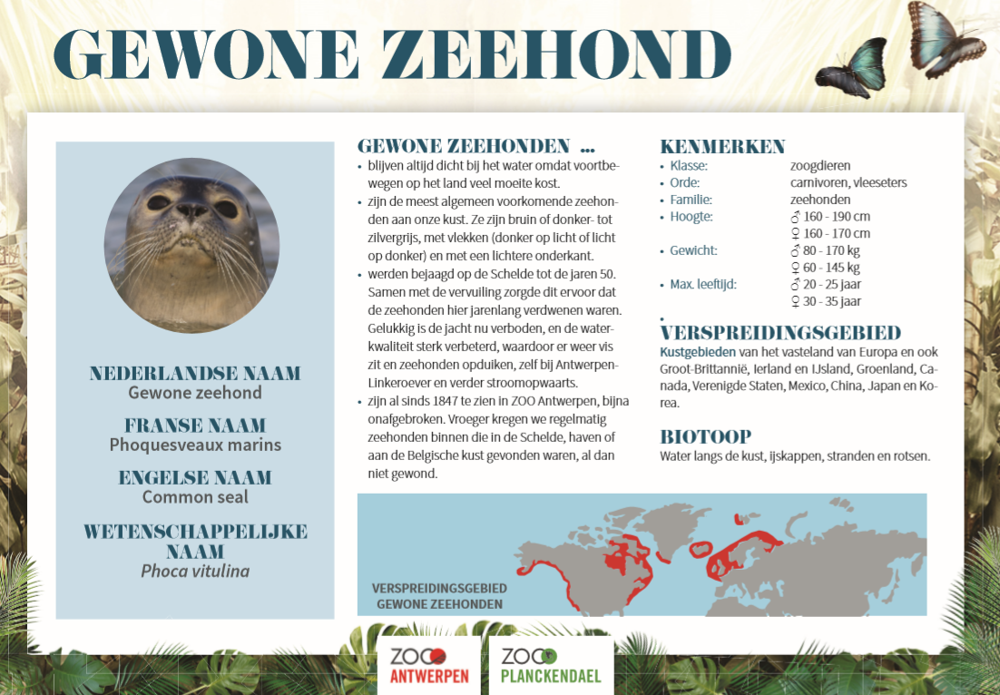 GEWONE ZEEHOND
NEDERLANDSE NAAM
Gewone zeehond
FRANSE NAAM
Phoquesveaux marins
ENGELSE NAAM
Common seal
WETENSCHAPPELIJKE
NAAM
Phoca vitulina
GEWONE ZEEHONDEN ...
• blijven altijd dicht bij het water omdat voortbe-
wegen op het land veel moeite kost.
• zijn de meest algemeen voorkomende zeehon-
den aan onze kust. Ze zijn bruin of donker- tot
zilvergrijs, met vlekken (donker op licht of licht
op donker) en met een lichtere onderkant.
• werden bejaagd op de Schelde tot de jaren 50.
Samen met de vervuiling zorgde dit ervoor dat
de zeehonden hier jarenlang verdwenen waren.
Gelukkig is de jacht nu verboden, en de water-
kwaliteit sterk verbeterd, waardoor er weer vis
zit en zeehonden opduiken, zelf bij Antwerpen-
Linkeroever en verder stroomopwaarts.
• zijn al sinds 1847 te zien in ZOO Antwerpen, bijna
onafgebroken. Vroeger kregen we regelmatig
zeehonden binnen die in de Schelde, haven of
aan de Belgische kust gevonden waren, al dan
niet gewond.
KENMERKEN
• Klasse: zoogdieren
• Orde: carnivoren, vleeseters
• Familie: zeehonden
• Hoogte: ♂ 160 - 190 cm
♀ 160 - 170 cm
• Gewicht: ♂ 80 - 170 kg
♀ 60 - 145 kg
• Max. leeftijd: ♂ 20 - 25 jaar
♀ 30 - 35 jaar
•
VERSPREIDINGSGEBIED
Kustgebieden van het vasteland van Europa en ook
Groot-Brittannië, Ierland en IJsland, Groenland, Ca-
nada, Verenigde Staten, Mexico, China, Japan en Ko-
rea.
BIOTOOP
Water langs de kust, ijskappen, stranden en rotsen.
VERSPREIDINGSGEBIED
GEWONE ZEEHONDEN
ZOO
ANTWERPEN
ZOO
PLANCKENDAEL